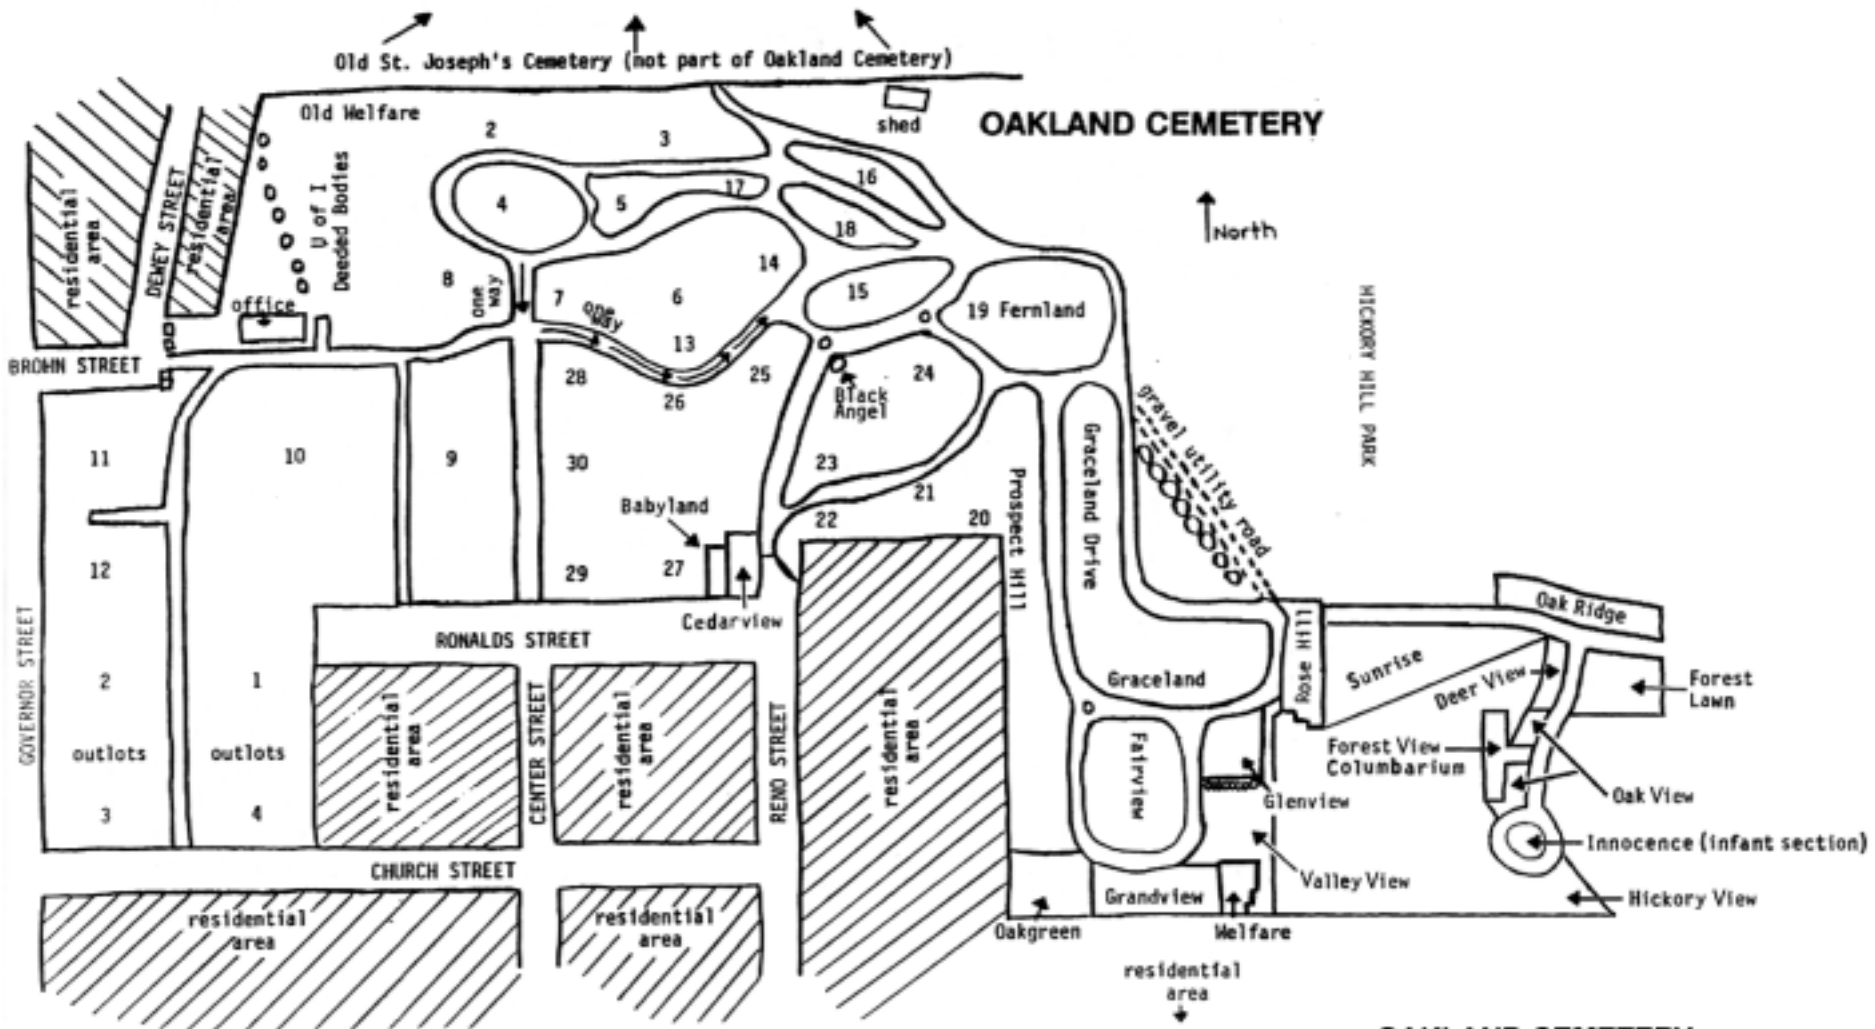 Old St. Joseph's Cemetery (not part of Oakland Cemetery)
OAKLAND CEMETERY
Old Welfare
shed
2
3
16
17
4
5
18
residential
area
DEWEY STREET
residential
area
U of I
Deeded Bodies
North
14
8
one
way
7
6
15
19 Fernland
one
way
office
HICKORY HILL PARK
BROWN STREET
13
28
25
24
26
Black
Angel
gravel utility road
11
10
9
30
23
Prospect Hill
Graceland Drive
21
Babyland
22
20
12
29
27
Cedarview
RONALDS STREET
Oak Ridge
GOVERNOR STREET
2
1
Graceland
Rose Hill
Sunrise
Deer View
Forest
Lawn
outlots
outlots
residential
area
CENTER STREET
residential
area
RENO STREET
residential
area
Fairview
Forest View
Columbarium
Oak View
Glenview
3
4
Innocence (infant section)
CHURCH STREET
Valley View
Grandview
Hickory View
residential
area
residential
area
Oakgreen
Welfare
residential
area
OAKLAND CEMETERY